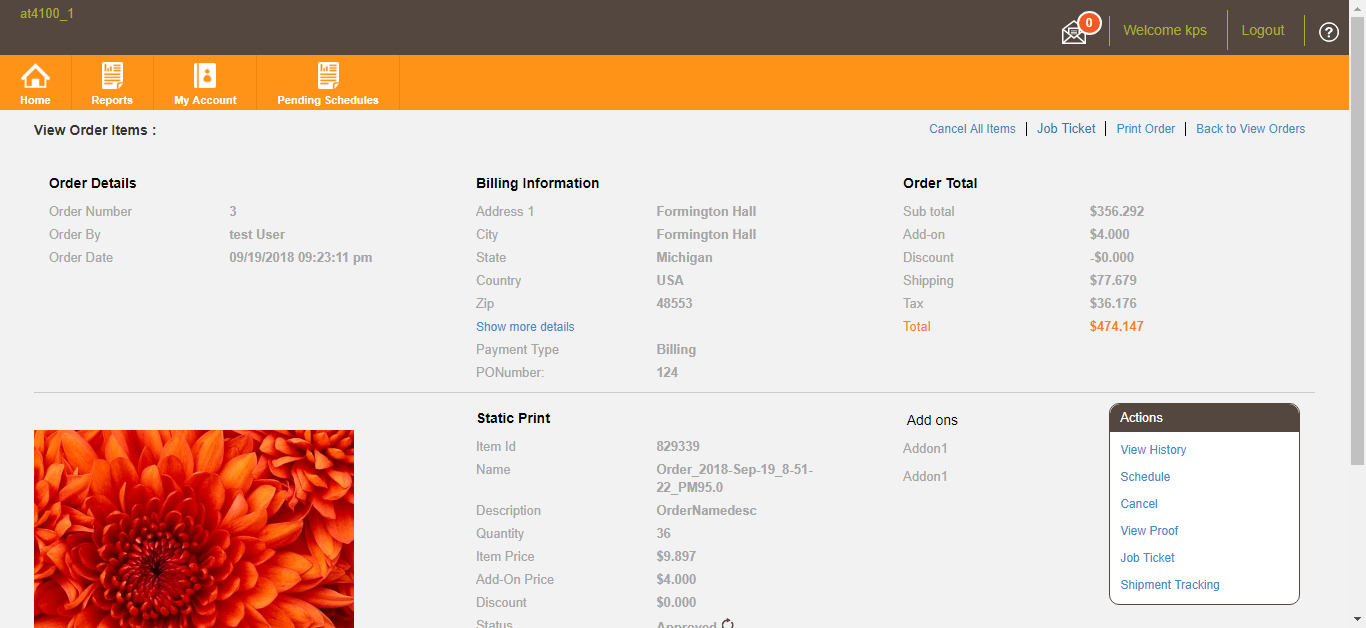 at4100_1
0
Welcome kps
Logout
?
Home
Reports
My Account
Pending Schedules
View Order Items :
Cancel All Items
Job Ticket
Print Order
Back to View Orders
Order Details
Order Number 3
Order By test User
Order Date 09/19/2018 09:23:11 pm
Billing Information
Address 1 Formington Hall
City Formington Hall
State Michigan
Country USA
Zip 48553
Show more details
Payment Type Billing
PONumber: 124
Order Total
Sub total $356.292
Add-on $4.000
Discount -$0.000
Shipping $77.679
Tax $36.176
Total $474.147
Static Print
Item Id 829339
Name Order_2018-Sep-19_8-51-
22_PM95.0
Description OrderNamedesc
Quantity 36
Item Price $9.897
Add-On Price $4.000
Discount $0.000
Status Approved
Add ons
Addon1
Addon1
Actions
View History
Schedule
Cancel
View Proof
Job Ticket
Shipment Tracking